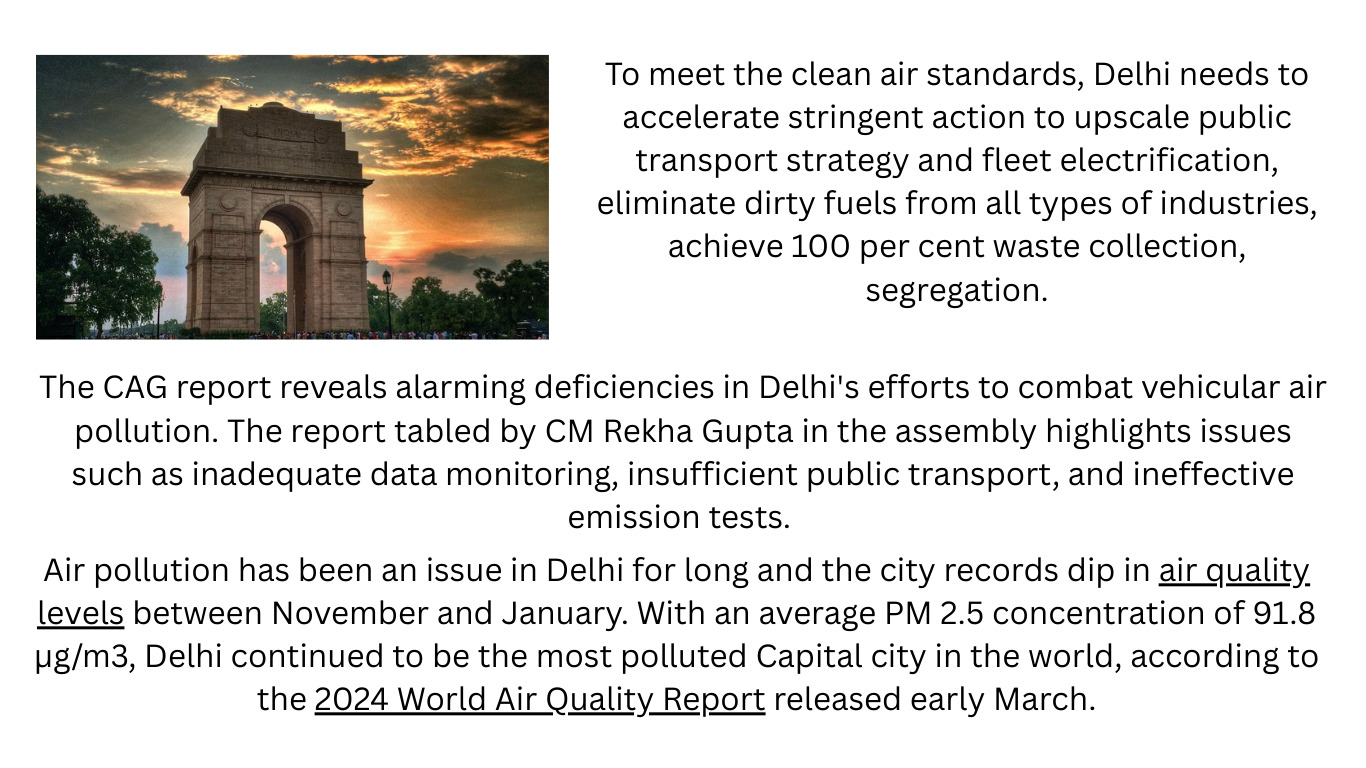 INDIA
To meet the clean air standards, Delhi needs to
accelerate stringent action to upscale public
transport strategy and fleet electrification,
eliminate dirty fuels from all types of industries,
achieve 100 per cent waste collection,
segregation.
The CAG report reveals alarming deficiencies in Delhi's efforts to combat vehicular air
pollution. The report tabled by CM Rekha Gupta in the assembly highlights issues
such as inadequate data monitoring, insufficient public transport, and ineffective
emission tests.
Air pollution has been an issue in Delhi for long and the city records dip in air quality
levels between November and January. With an average PM 2.5 concentration of 91.8
µg/m3, Delhi continued to be the most polluted Capital city in the world, according to
the 2024 World Air Quality Report released early March.